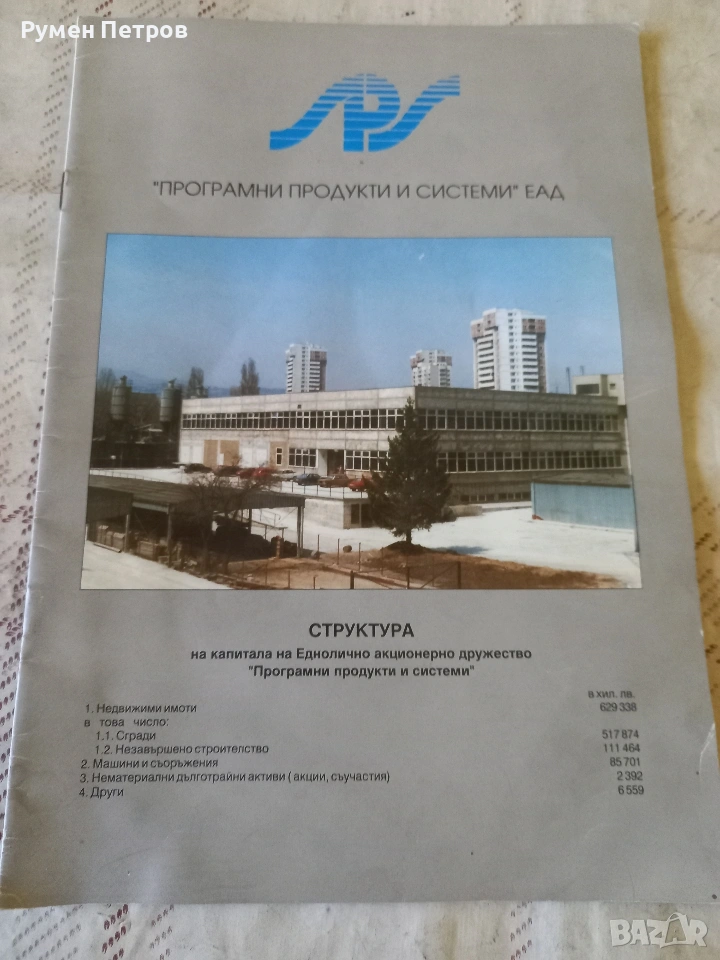 Румен Петров
"ПРОГРАМНИ ПРОДУКТИ И СИСТЕМИ" ЕАД
СТРУКТУРА
на капитала на Еднолично акционерно дружество
"Програмни продукти и системи"
в хил. лв.
1. Недвижими имоти 629 338
в това число:
1.1. Сгради 517 874
1.2. Незавършено строителство 111 464
2. Машини и съоръжения 85 701
3. Нематериални дълготрайни активи ( акции, съучастия) 2 392
4. Други 6 559
BAZAR